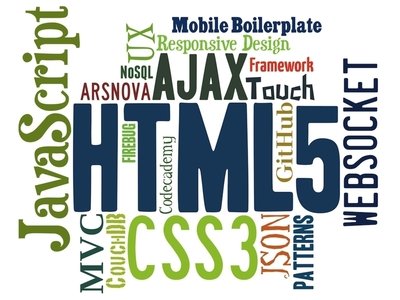 JavaScript
UX
Mobile Boilerplate
Responsive Design
NoSQL
AJAX
Framework
ARSNOVA
Touch
HTML5
FIREBUG
Codecademy
GitHub
WEBSOCKET
MVC
CouchDB
CSS3
JSON
PATTERNS